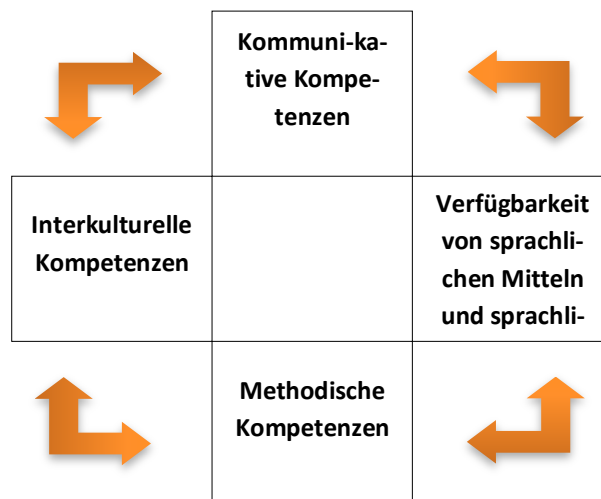 Kommuni-ka-
tive Kompe-
tenzen
Interkulturelle
Kompetenzen
Verfügbarkeit
von sprachli-
chen Mitteln
und sprachli-
Methodische
Kompetenzen